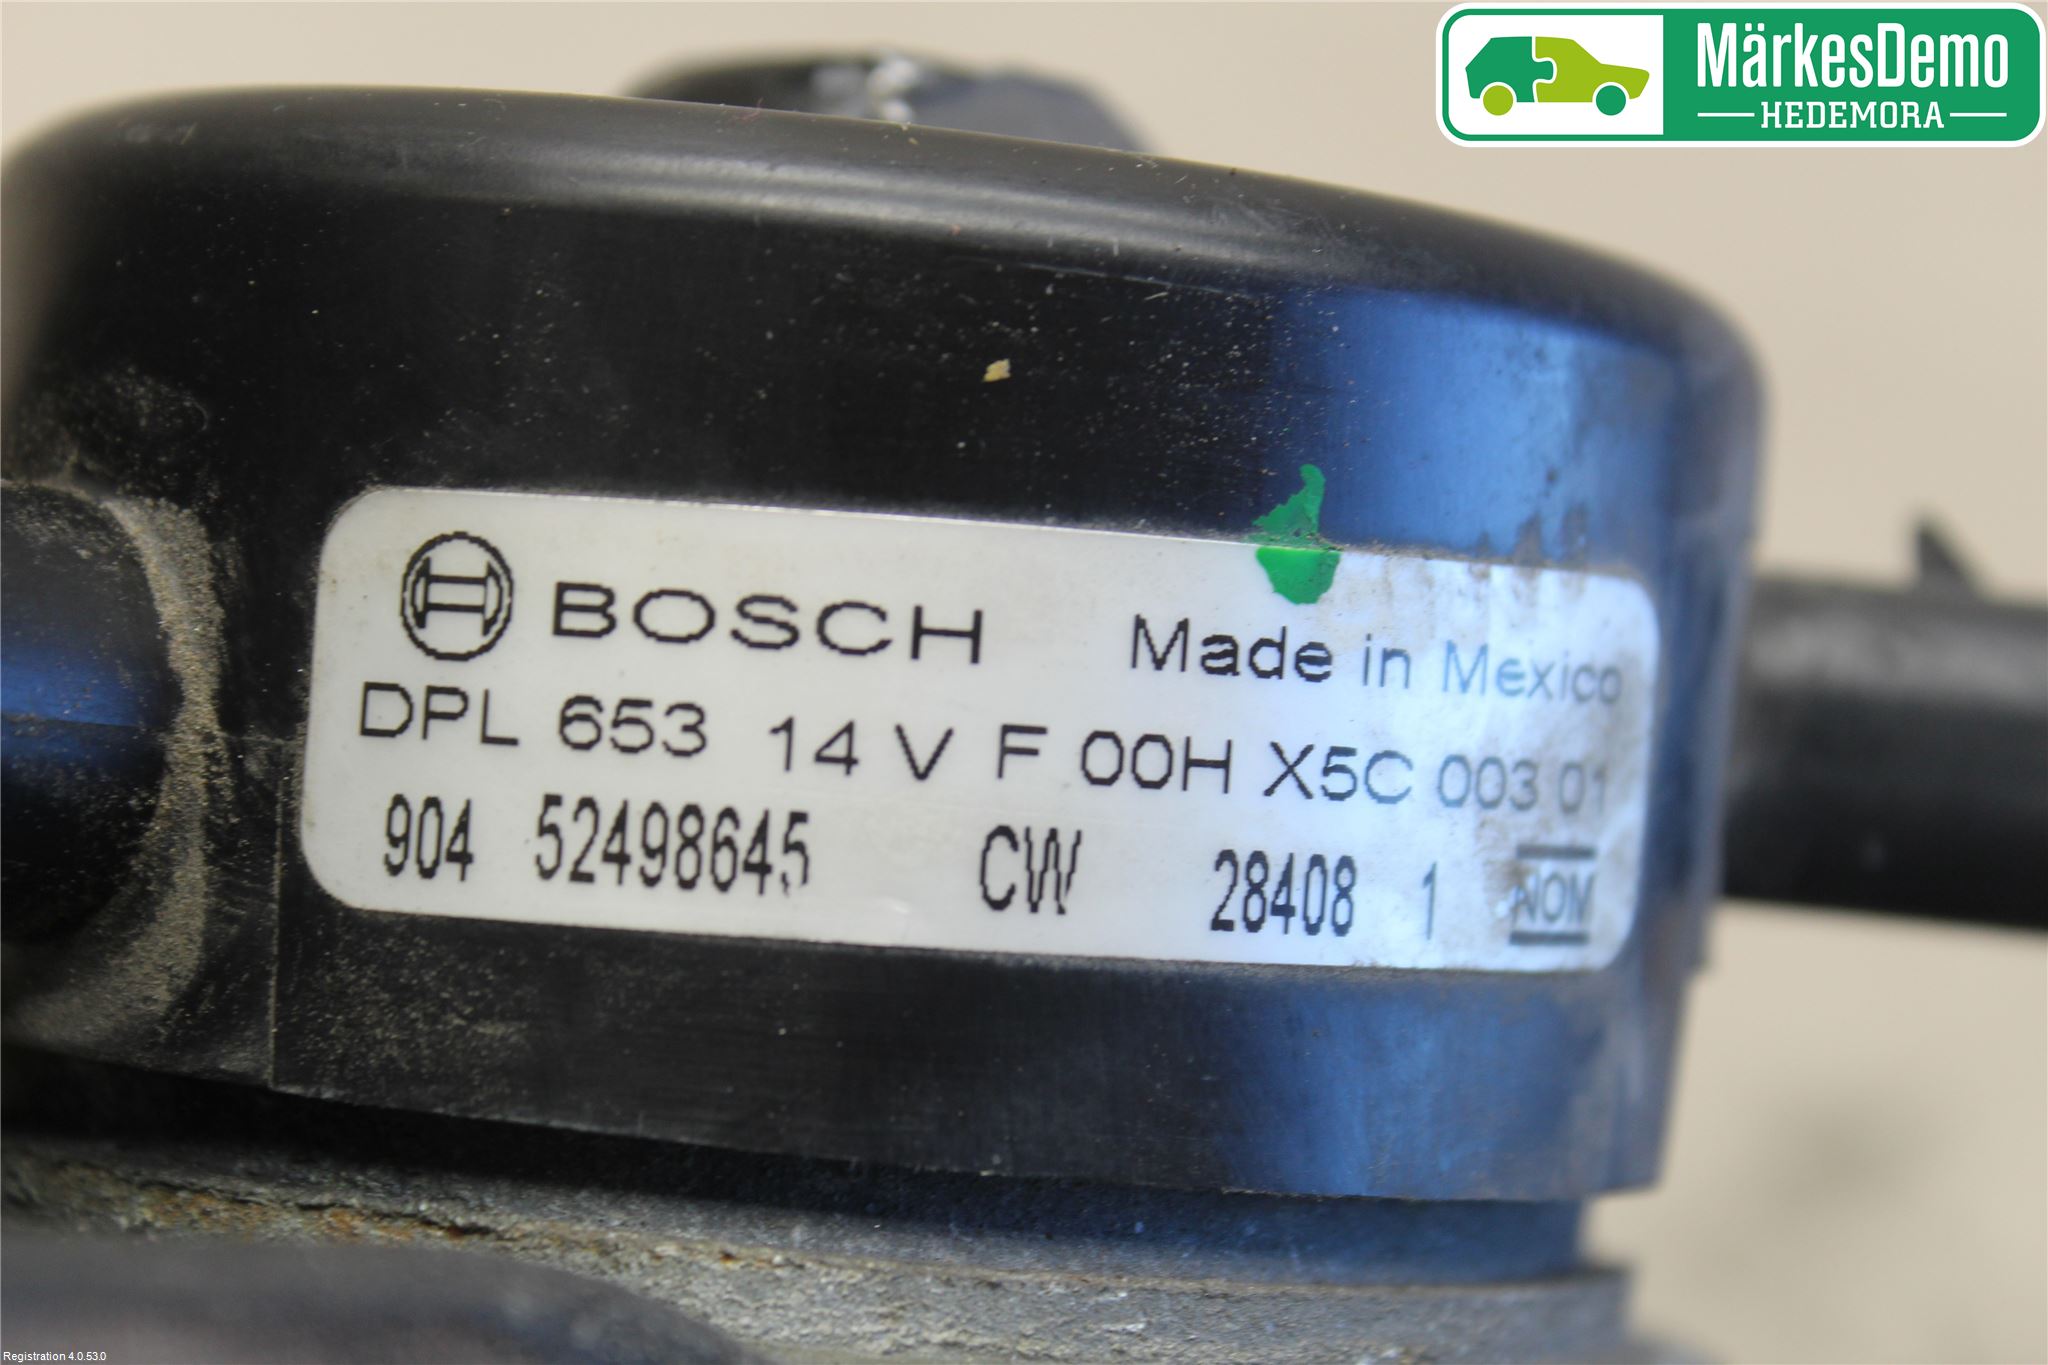 MärkesDemo
HEDEMORA
BOSCH Made in Mexico
DPL 653 14 V F 00H X5C 003 01
904 52498645 CW 28408 1 NOM
Registration 4.0.53.0